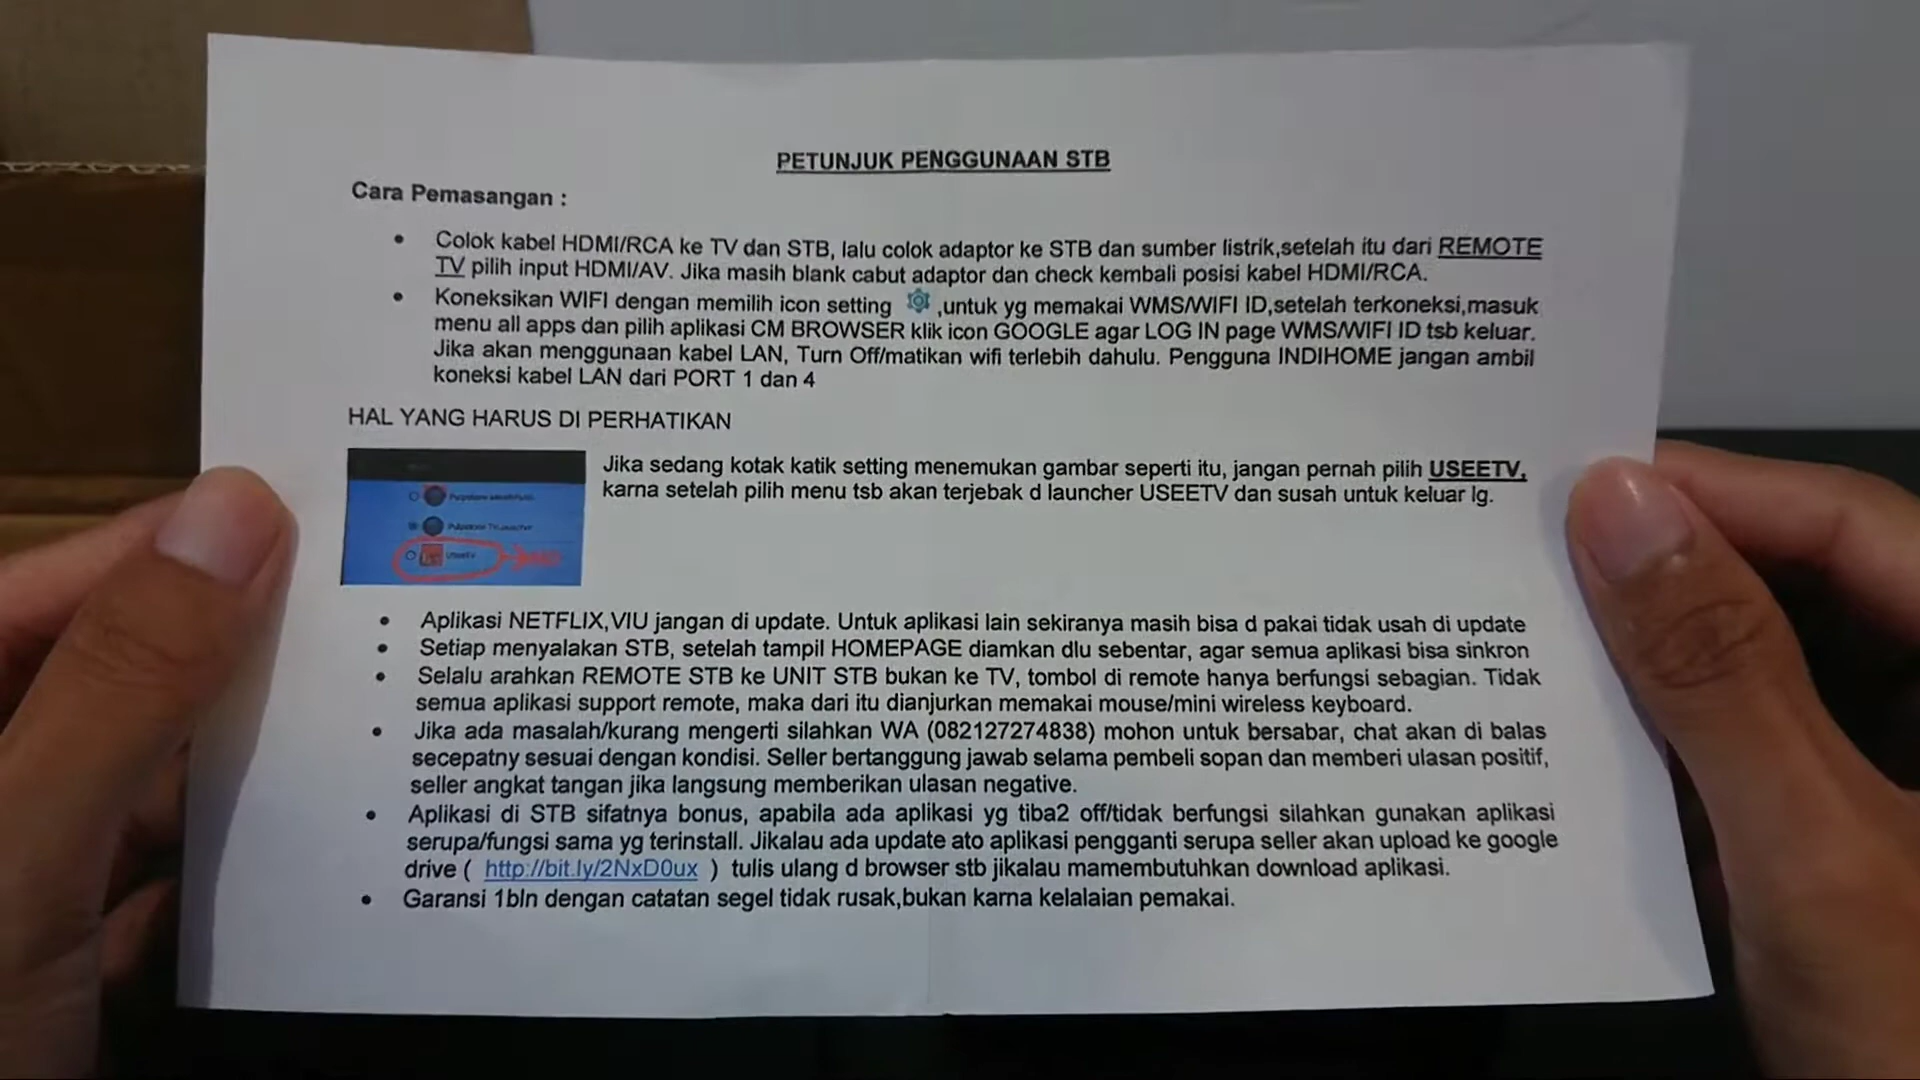 PETUNJUK PENGGUNAAN STB
Cara Pemasangan :
• Colok kabel HDMI/RCA ke TV dan STB, lalu colok adaptor ke STB dan sumber listrik,setelah itu dari REMOTE
TV pilih input HDMI/AV. Jika masih blank cabut adaptor dan check kembali posisi kabel HDMI/RCA.
• Koneksikan WIFI dengan memilih icon setting ,untuk yg memakai WMS/WIFI ID,setelah terkoneksi,masuk
menu all apps dan pilih aplikasi CM BROWSER klik icon GOOGLE agar LOG IN page WMS/WIFI ID tsb keluar.
Jika akan menggunaan kabel LAN, Turn Off/matikan wifi terlebih dahulu. Pengguna INDIHOME jangan ambil
koneksi kabel LAN dari PORT 1 dan 4
HAL YANG HARUS DI PERHATIKAN
Jika sedang kotak katik setting menemukan gambar seperti itu, jangan pernah pilih USEETV,
karna setelah pilih menu tsb akan terjebak d launcher USEETV dan susah untuk keluar lg.
UseeTV
• Aplikasi NETFLIX,VIU jangan di update. Untuk aplikasi lain sekiranya masih bisa d pakai tidak usah di update
• Setiap menyalakan STB, setelah tampil HOMEPAGE diamkan dlu sebentar, agar semua aplikasi bisa sinkron
• Selalu arahkan REMOTE STB ke UNIT STB bukan ke TV, tombol di remote hanya berfungsi sebagian. Tidak
semua aplikasi support remote, maka dari itu dianjurkan memakai mouse/mini wireless keyboard.
• Jika ada masalah/kurang mengerti silahkan WA (082127274838) mohon untuk bersabar, chat akan di balas
secepatny sesuai dengan kondisi. Seller bertanggung jawab selama pembeli sopan dan memberi ulasan positif,
seller angkat tangan jika langsung memberikan ulasan negative.
• Aplikasi di STB sifatnya bonus, apabila ada aplikasi yg tiba2 off/tidak berfungsi silahkan gunakan aplikasi
serupa/fungsi sama yg terinstall. Jikalau ada update ato aplikasi pengganti serupa seller akan upload ke google
drive ( http://bit.ly/2NxD0ux ) tulis ulang d browser stb jikalau mamembutuhkan download aplikasi.
• Garansi 1bln dengan catatan segel tidak rusak,bukan karna kelalaian pemakai.